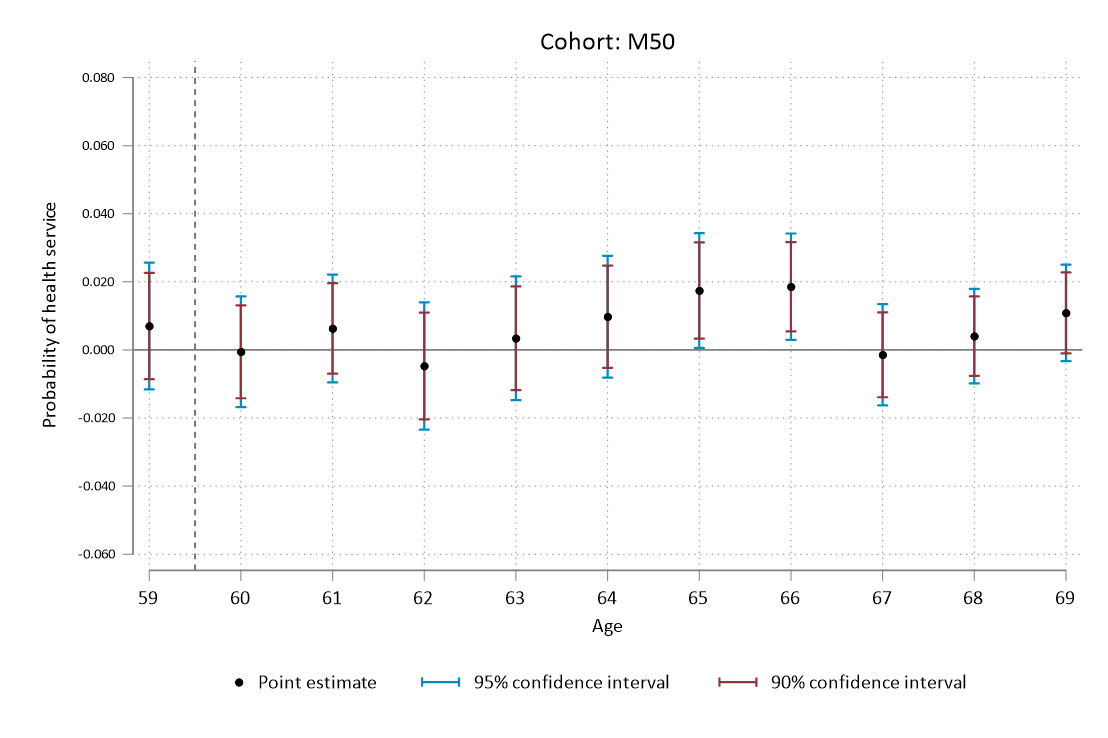 Cohort: M50
0.080
0.060
0.040
0.020
0.000
-0.020
-0.040
-0.060
Probability of health service
59 60 61 62 63 64 65 66 67 68 69
Age
Point estimate 95% confidence interval 90% confidence interval